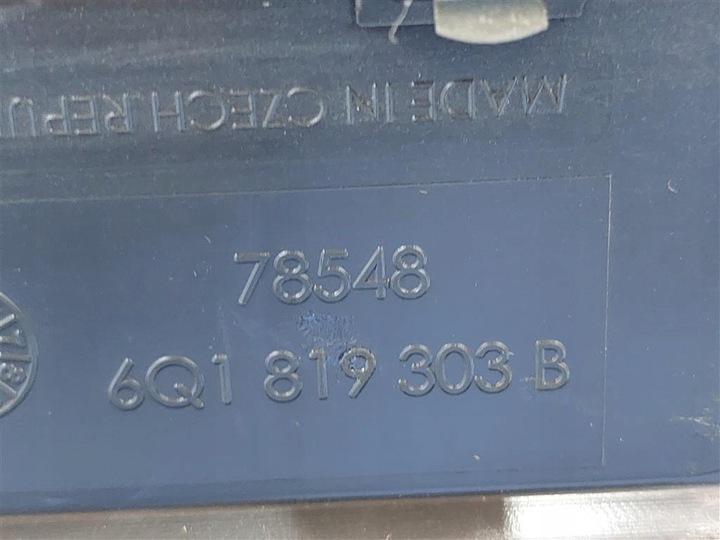 MADE IN CZECH REPU
78548
6Q1 819 303 B